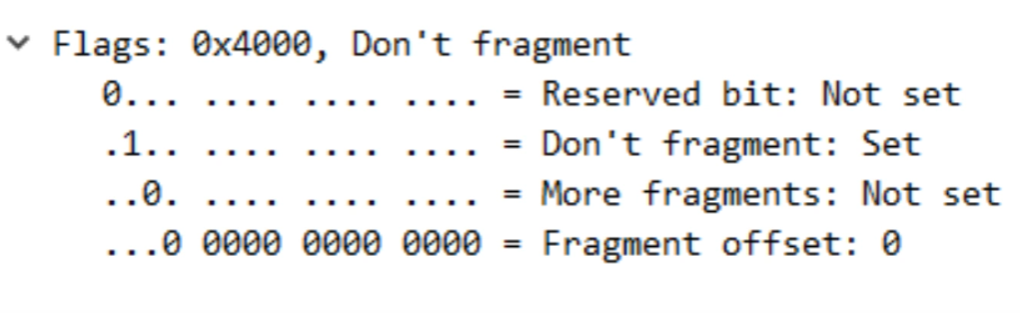 Flags: 0x4000, Don't fragment
0... .... .... .... = Reserved bit: Not set
.1.. .... .... .... = Don't fragment: Set
..0. .... .... .... = More fragments: Not set
...0 0000 0000 0000 = Fragment offset: 0